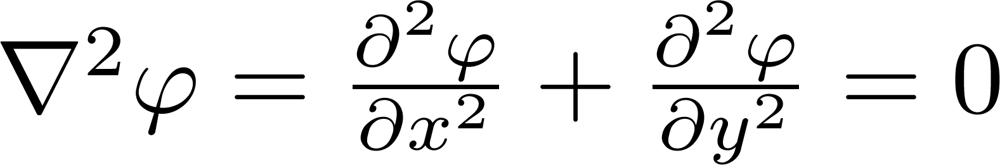 ∇²φ = ∂²φ/∂x² + ∂²φ/∂y² = 0